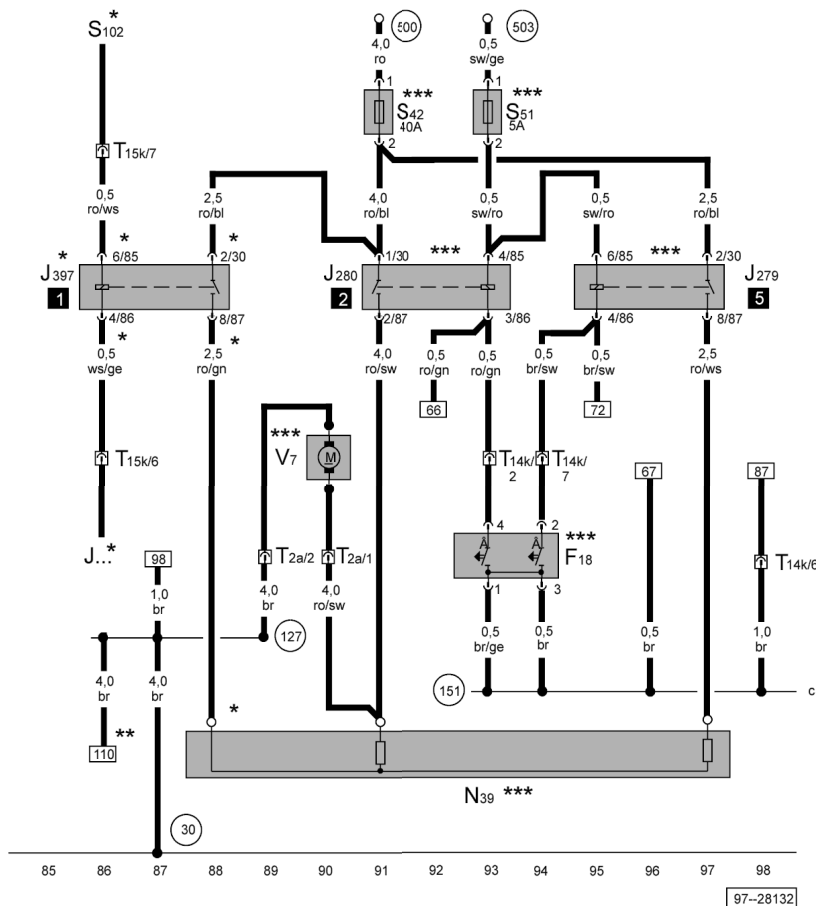 S102 *
500
503
4,0
ro
0,5
sw/ge
1
1
***
S42
40A
***
S51
5A
2
2
T15k/7
0,5
ro/ws
2,5
ro/bl
4,0
ro/bl
0,5
sw/ro
0,5
sw/ro
2,5
ro/bl
*
*
*
6/85
2/30
1/30
***
4/85
6/85
***
2/30
J397
1
J280
2
J279
5
4/86
*
8/87
*
2/87
3/86
4/86
8/87
0,5
ws/ge
2,5
ro/gn
4,0
ro/sw
0,5
ro/gn
0,5
ro/gn
0,5
br/sw
0,5
br/sw
2,5
ro/ws
66
72
***
V7
M
T15k/6
T14k/
2
T14k/
7
67
87
J...*
98
T2a/2
T2a/1
4
2
***
F18
Å
Å
T14k/6
1,0
br
4,0
br
4,0
ro/sw
1
3
127
0,5
br/ge
0,5
br
0,5
br
1,0
br
4,0
br
4,0
br
151
c
**
110
*
N39 ***
30
85 86 87 88 89 90 91 92 93 94 95 96 97 98
97--28132